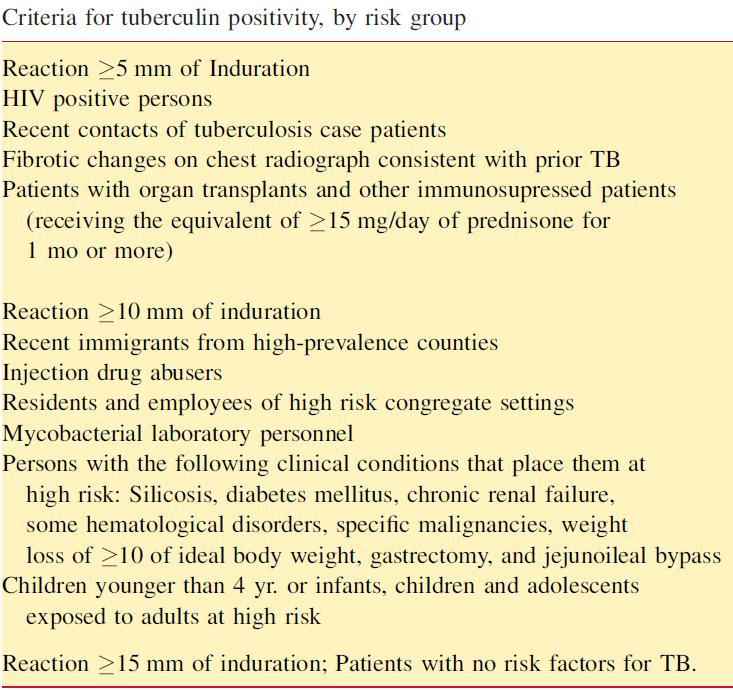 Criteria for tuberculin positivity, by risk group
Reaction ≥5 mm of Induration
HIV positive persons
Recent contacts of tuberculosis case patients
Fibrotic changes on chest radiograph consistent with prior TB
Patients with organ transplants and other immunosupressed patients
(receiving the equivalent of ≥15 mg/day of prednisone for
1 mo or more)
Reaction ≥10 mm of induration
Recent immigrants from high-prevalence counties
Injection drug abusers
Residents and employees of high risk congregate settings
Mycobacterial laboratory personnel
Persons with the following clinical conditions that place them at
high risk: Silicosis, diabetes mellitus, chronic renal failure,
some hematological disorders, specific malignancies, weight
loss of ≥10 of ideal body weight, gastrectomy, and jejunoileal bypass
Children younger than 4 yr. or infants, children and adolescents
exposed to adults at high risk
Reaction ≥15 mm of induration; Patients with no risk factors for TB.